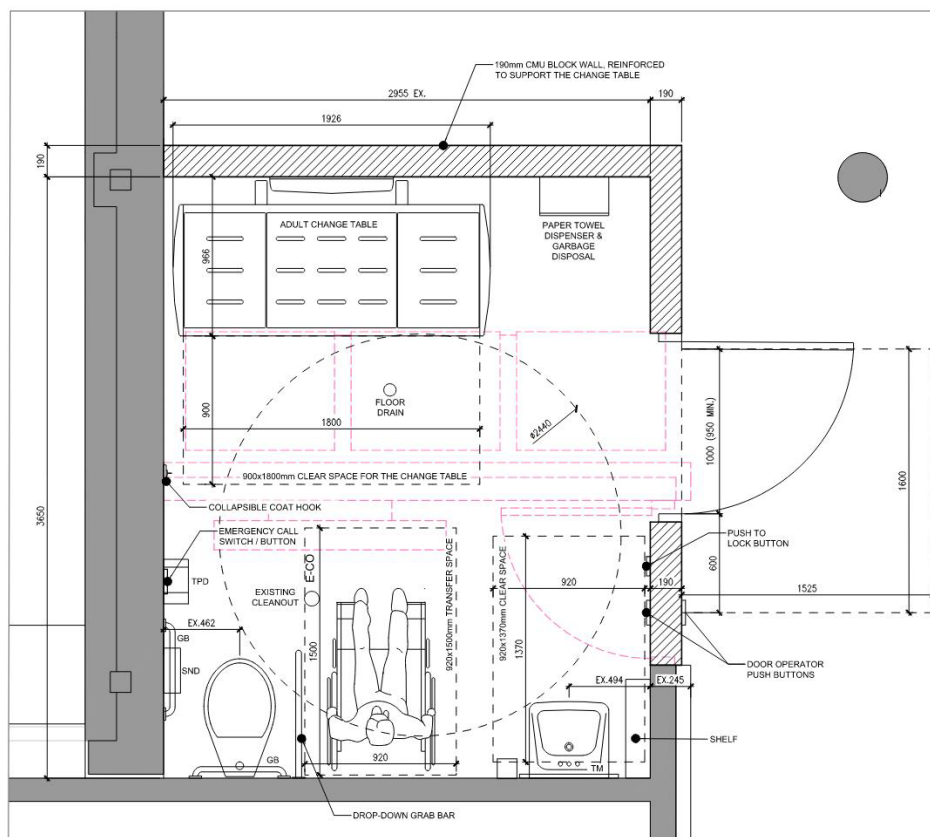 190mm CMU BLOCK WALL, REINFORCED
TO SUPPORT THE CHANGE TABLE
2955 EX.
190
1926
190
ADULT CHANGE TABLE
PAPER TOWEL
DISPENSER &
GARBAGE
DISPOSAL
966
FLOOR
DRAIN
900
1800
Ø2440
1000 (950 MIN.)
1600
900x1800mm CLEAR SPACE FOR THE CHANGE TABLE
COLLAPSIBLE COAT HOOK
3650
EMERGENCY CALL
SWITCH / BUTTON
PUSH TO
LOCK BUTTON
600
TPD
E-CO
EXISTING
CLEANOUT
920x1500mm TRANSFER SPACE
920x1370mm CLEAR SPACE
920
190
1525
EX.462
GB
1500
1370
SND
DOOR OPERATOR
PUSH BUTTONS
EX.494
EX.245
SHELF
GB
920
TM
DROP-DOWN GRAB BAR